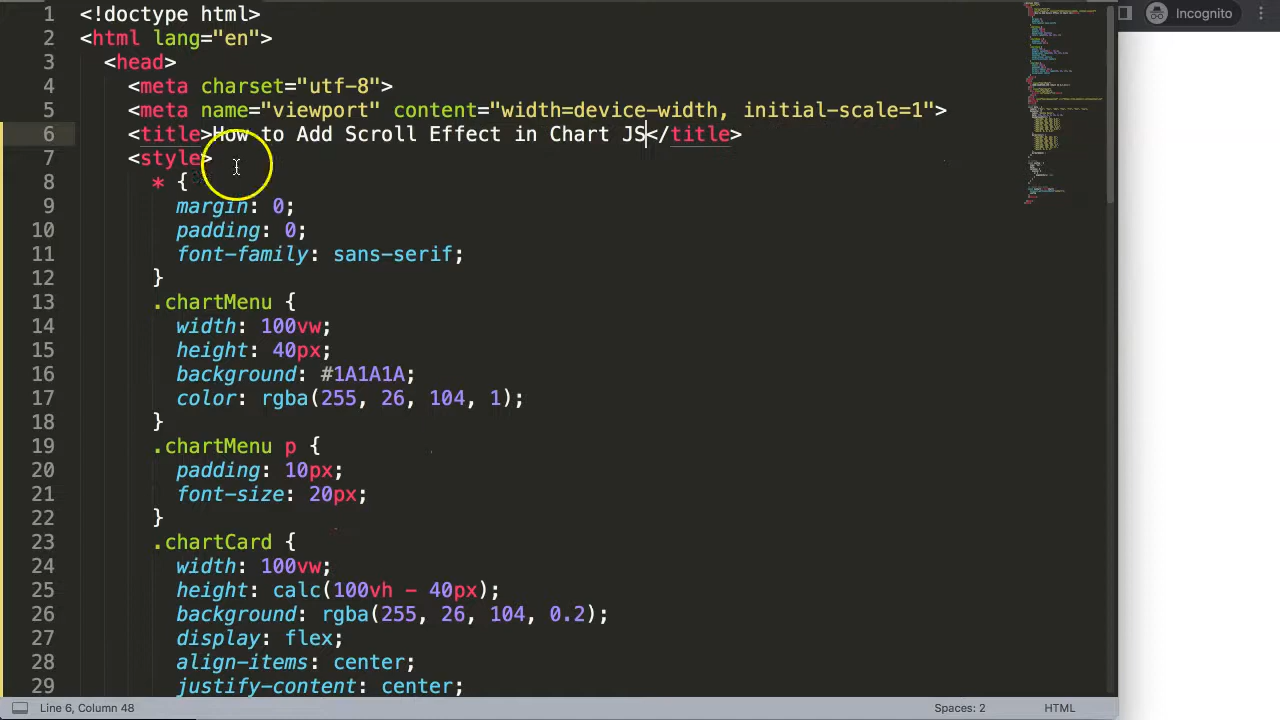 Incognito
1 <!doctype html>
2 <html lang="en">
3 <head>
4 <meta charset="utf-8">
5 <meta name="viewport" content="width=device-width, initial-scale=1">
6 <title>How to Add Scroll Effect in Chart JS</title>
7 <style>
8 * {
9 margin: 0;
10 padding: 0;
11 font-family: sans-serif;
12 }
13 .chartMenu {
14 width: 100vw;
15 height: 40px;
16 background: #1A1A1A;
17 color: rgba(255, 26, 104, 1);
18 }
19 .chartMenu p {
20 padding: 10px;
21 font-size: 20px;
22 }
23 .chartCard {
24 width: 100vw;
25 height: calc(100vh - 40px);
26 background: rgba(255, 26, 104, 0.2);
27 display: flex;
28 align-items: center;
29 justify-content: center;
Line 6, Column 48 Spaces: 2 HTML